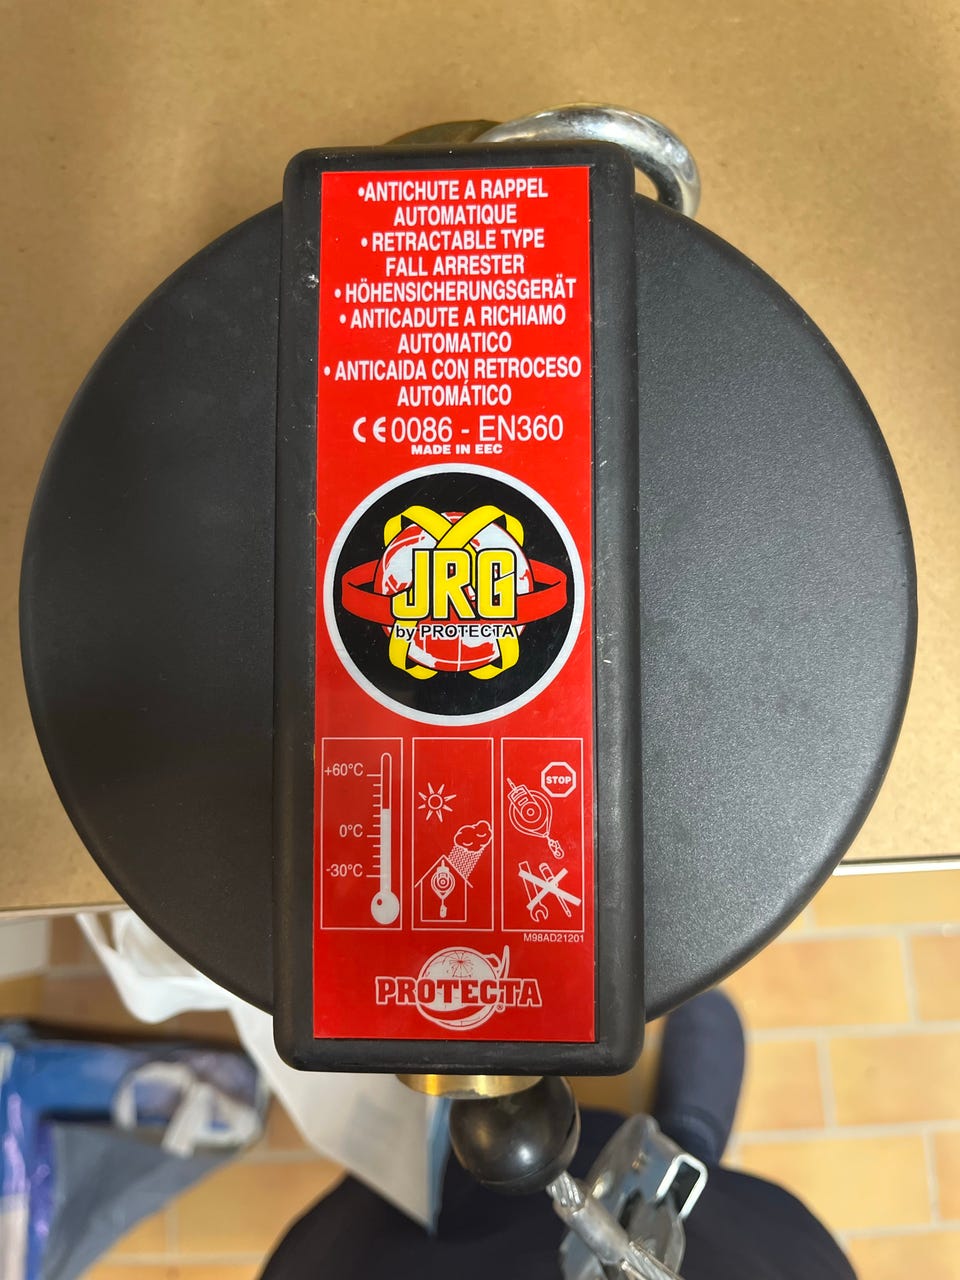 •ANTICHUTE A RAPPEL
AUTOMATIQUE
• RETRACTABLE TYPE
FALL ARRESTER
• HÖHENSICHERUNGSGERÄT
• ANTICADUTE A RICHIAMO
AUTOMATICO
• ANTICAIDA CON RETROCESO
AUTOMÁTICO
CE 0086 - EN360
MADE IN EEC
JRG
by PROTECTA
+60°C
0°C
-30°C
STOP
M98AD21201
PROTECTA®